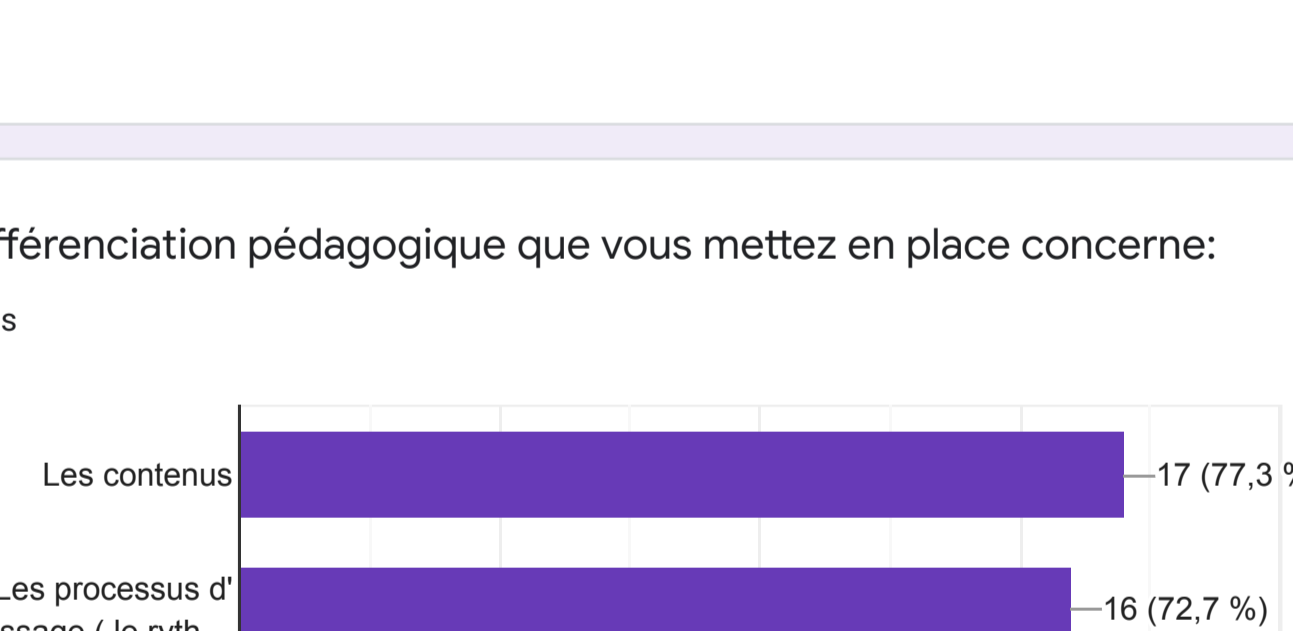 fférenciation pédagogique que vous mettez en place concerne:
s
Les contenus
17 (77,3 %
Les processus d'
16 (72,7 %)